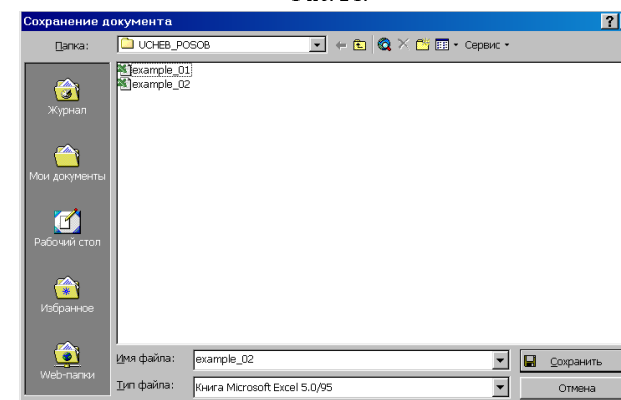 Сохранение документа
Папка: UCHEB_POSOB Сервис
example_01
example_02
Журнал
Мои документы
Рабочий стол
Избранное
Web-папки
Имя файла: example_02 Сохранить
Тип файла: Книга Microsoft Excel 5.0/95 Отмена